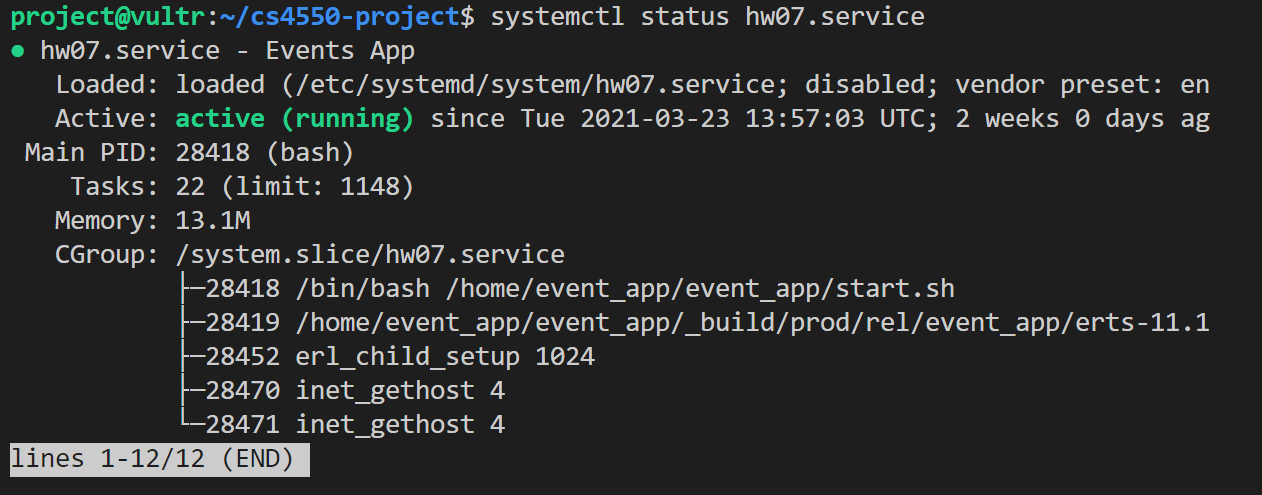 project@vultr:~/cs4550-project$ systemctl status hw07.service
● hw07.service - Events App
   Loaded: loaded (/etc/systemd/system/hw07.service; disabled; vendor preset: en
   Active: active (running) since Tue 2021-03-23 13:57:03 UTC; 2 weeks 0 days ag
 Main PID: 28418 (bash)
    Tasks: 22 (limit: 1148)
   Memory: 13.1M
   CGroup: /system.slice/hw07.service
           ├─28418 /bin/bash /home/event_app/event_app/start.sh
           ├─28419 /home/event_app/event_app/_build/prod/rel/event_app/erts-11.1
           ├─28452 erl_child_setup 1024
           ├─28470 inet_gethost 4
           └─28471 inet_gethost 4
lines 1-12/12 (END)